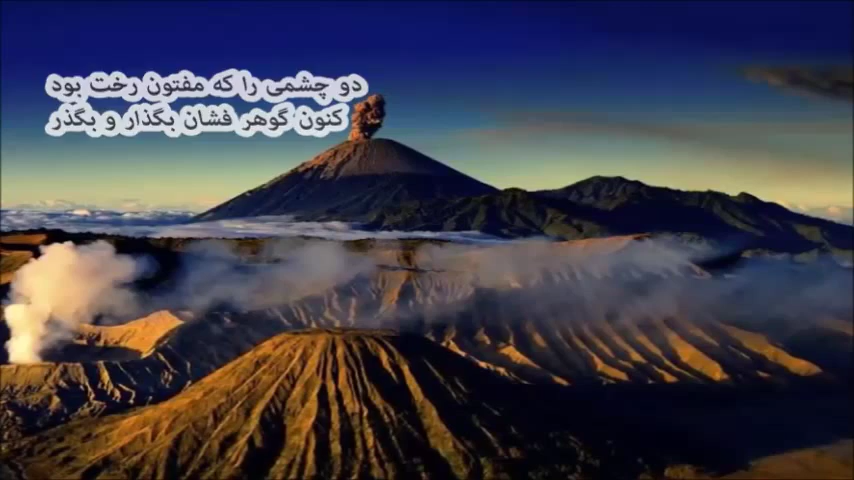 دو چشمی را که مفتون رخت بود
کنون گوهر فشان بگذار و بگذر